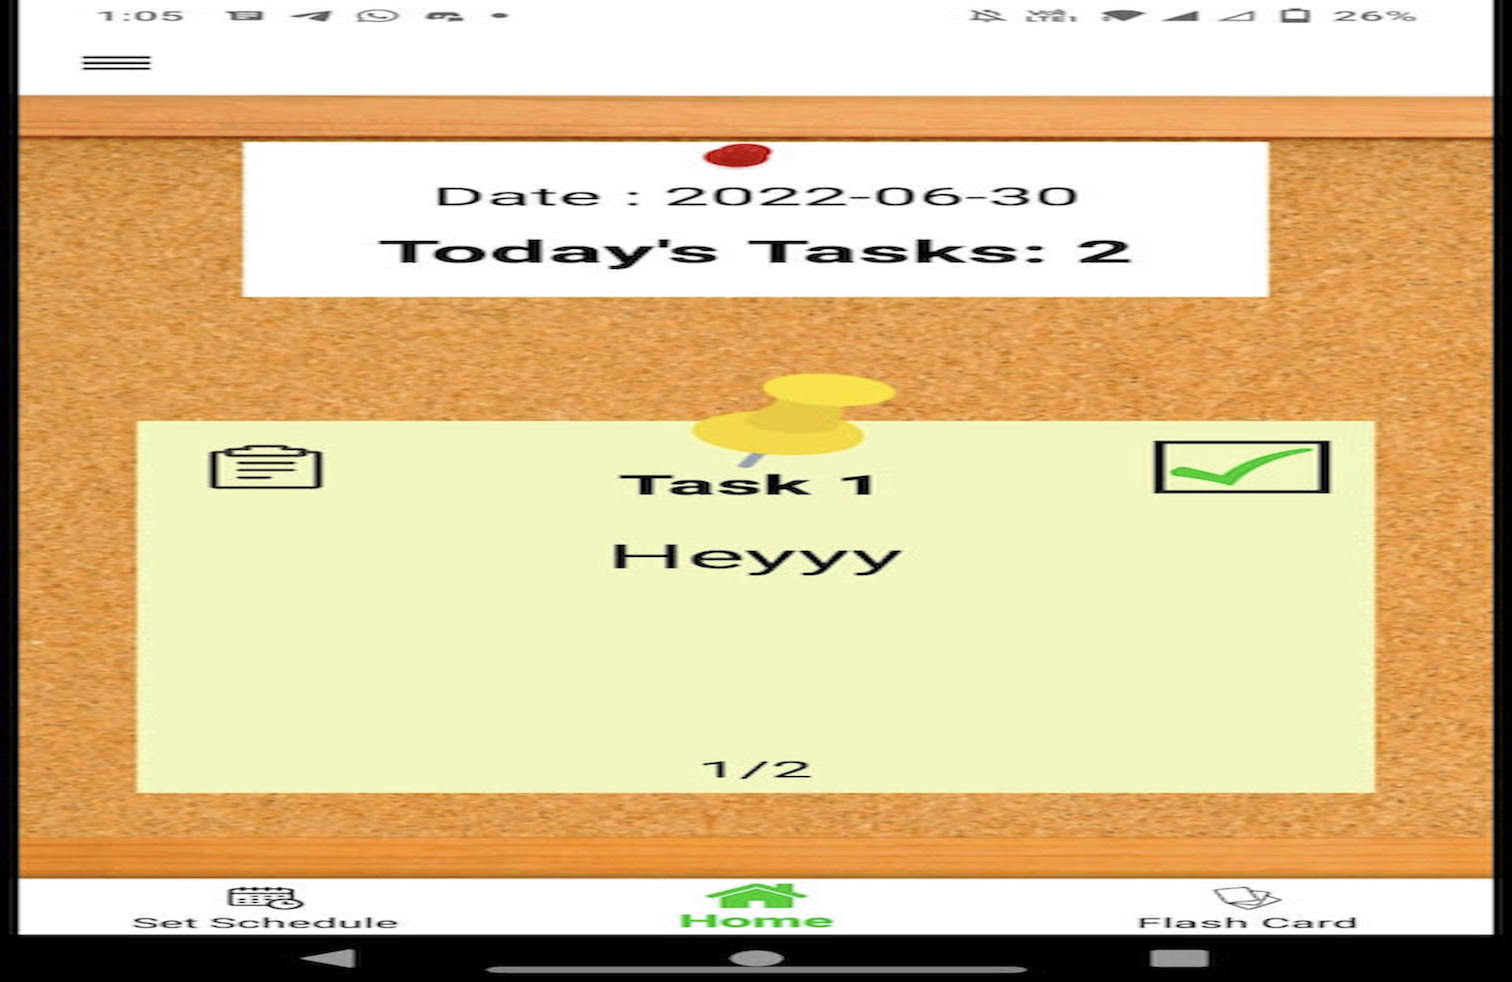 1:05 26%
Date : 2022-06-30
Today's Tasks: 2
Task 1
Heyyy
1/2
Set Schedule Home Flash Card